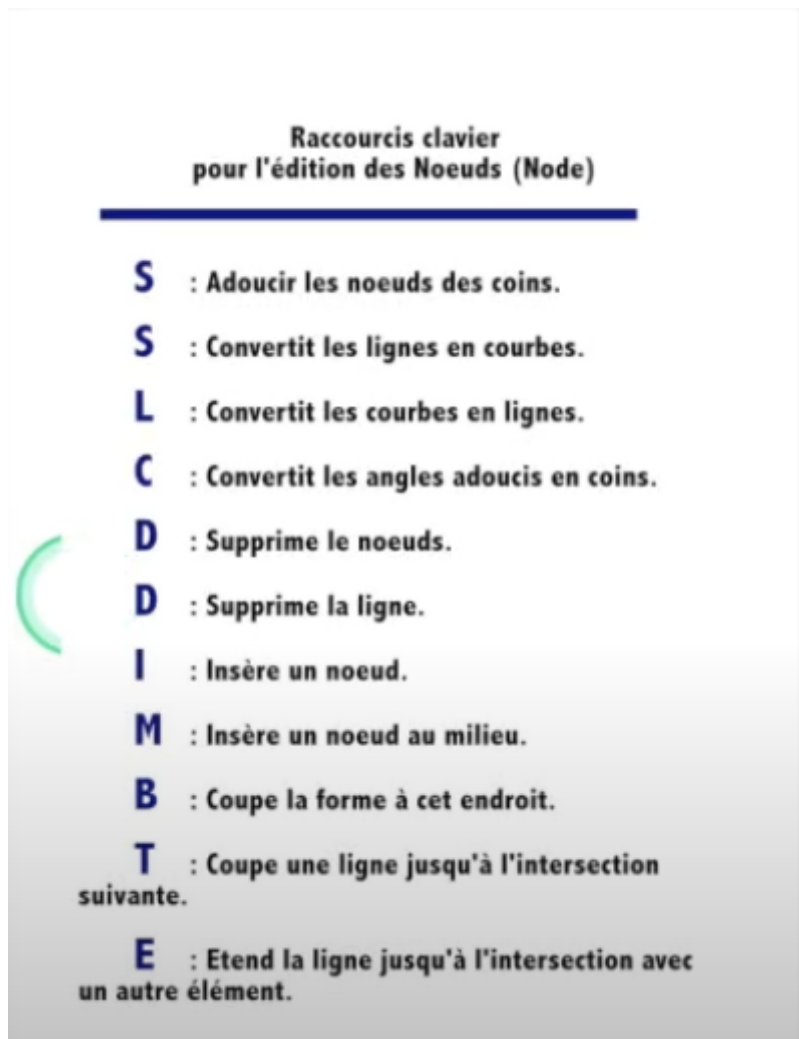 Raccourcis clavier
pour l'édition des Noeuds (Node)
S : Adoucir les noeuds des coins.
S : Convertit les lignes en courbes.
L : Convertit les courbes en lignes.
C : Convertit les angles adoucis en coins.
D : Supprime le noeuds.
D : Supprime la ligne.
I : Insère un noeud.
M : Insère un noeud au milieu.
B : Coupe la forme à cet endroit.
T : Coupe une ligne jusqu'à l'intersection
suivante.
E : Etend la ligne jusqu'à l'intersection avec
un autre élément.